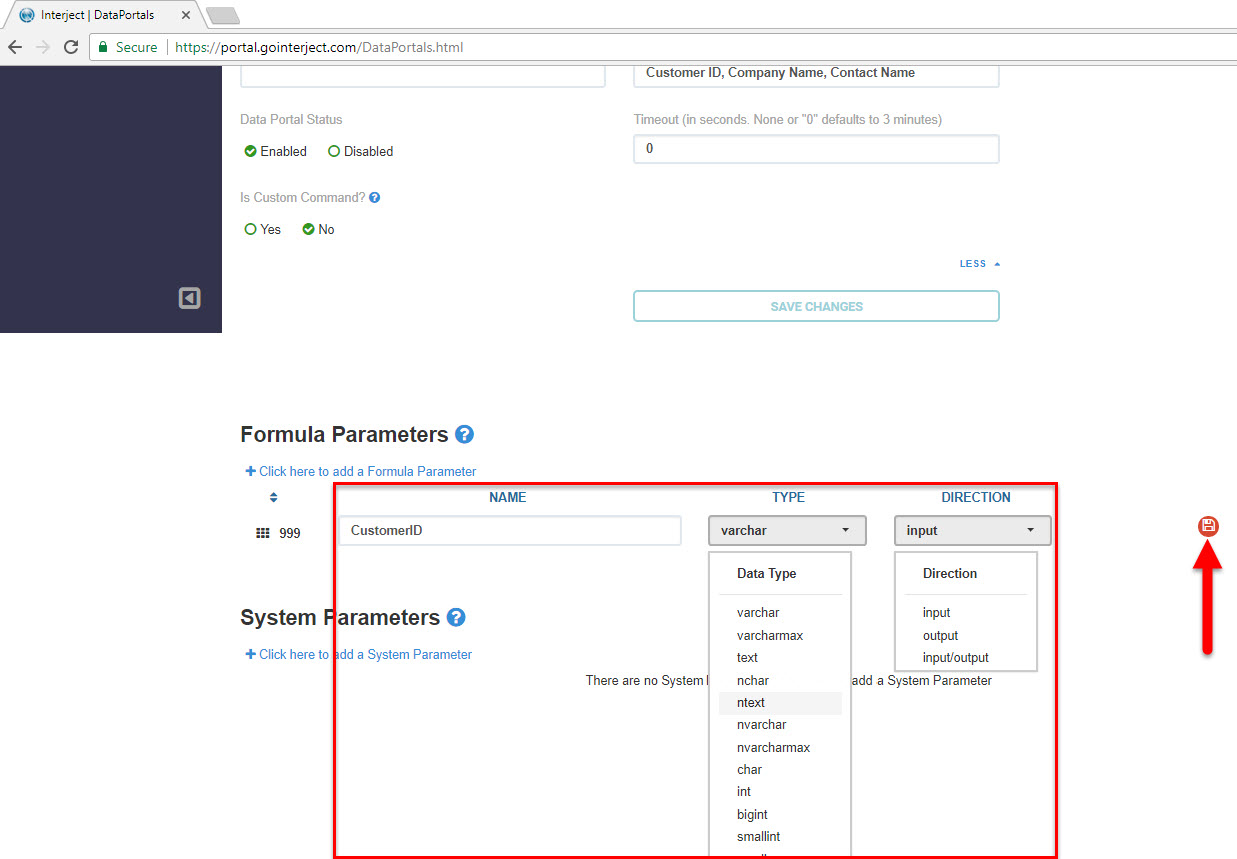 Interject | DataPortals
Secure https://portal.gointerject.com/DataPortals.html
Customer ID, Company Name, Contact Name
Data Portal Status
Timeout (in seconds. None or "0" defaults to 3 minutes)
Enabled Disabled
0
Is Custom Command?
Yes No
LESS
SAVE CHANGES
Formula Parameters
Click here to add a Formula Parameter
NAME TYPE DIRECTION
999 CustomerID varchar input
Data Type
Direction
varchar
input
varcharmax
output
text
input/output
System Parameters
Click here to add a System Parameter
There are no System add a System Parameter
nchar
ntext
nvarchar
nvarcharmax
char
int
bigint
smallint